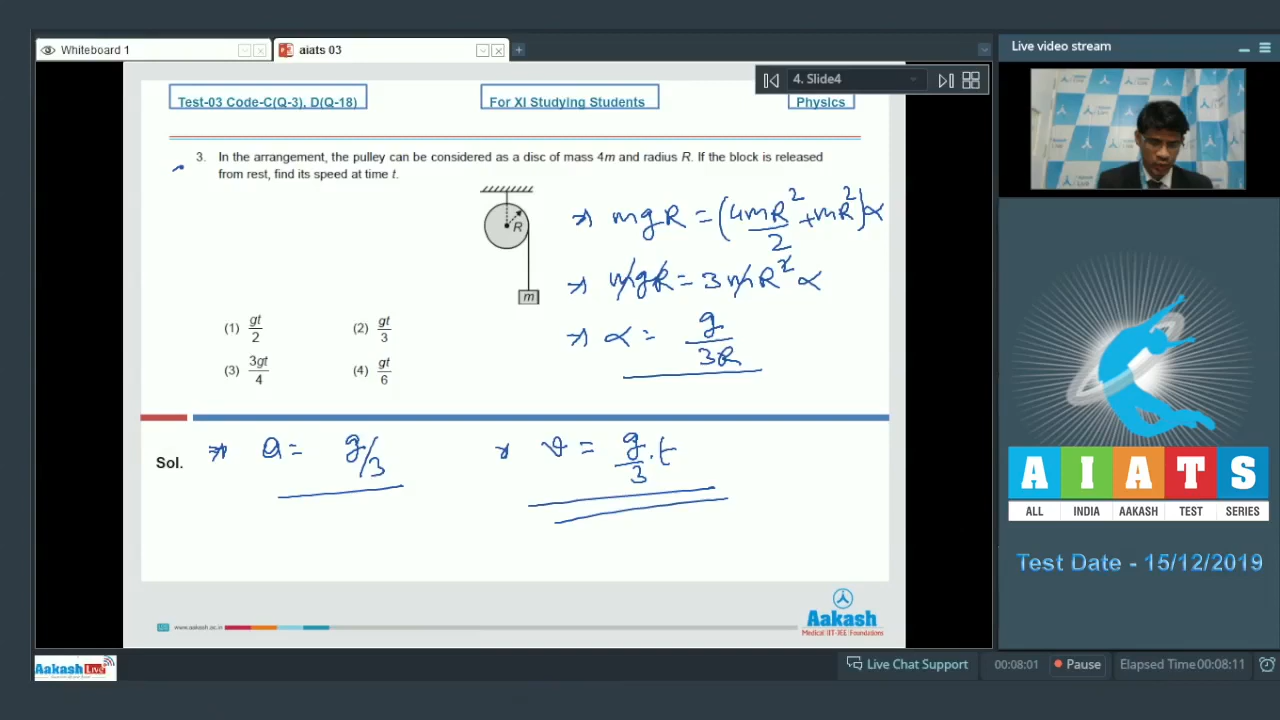 Whiteboard 1
aiats 03
Live video stream
4. Slide4
Test-03 Code-C(Q-3), D(Q-18)
For XI Studying Students
Physics
3. In the arrangement, the pulley can be considered as a disc of mass 4m and radius R. If the block is released
from rest, find its speed at time t.
R
m
⇒ mgR = (4mR²/2 + mR²)α
⇒ mgR = 3mR²α
⇒ α = g/3R
(1) gt/2
(2) gt/3
(3) 3gt/4
(4) gt/6
Sol.
⇒ a = g/3
⇒ v = g/3 . t
AIATS
ALL INDIA AAKASH TEST SERIES
Test Date - 15/12/2019
www.aakash.ac.in
Aakash
Medical|IIT-JEE|Foundations
Aakash Live
Live Chat Support
00:08:01
Pause
Elapsed Time 00:08:11